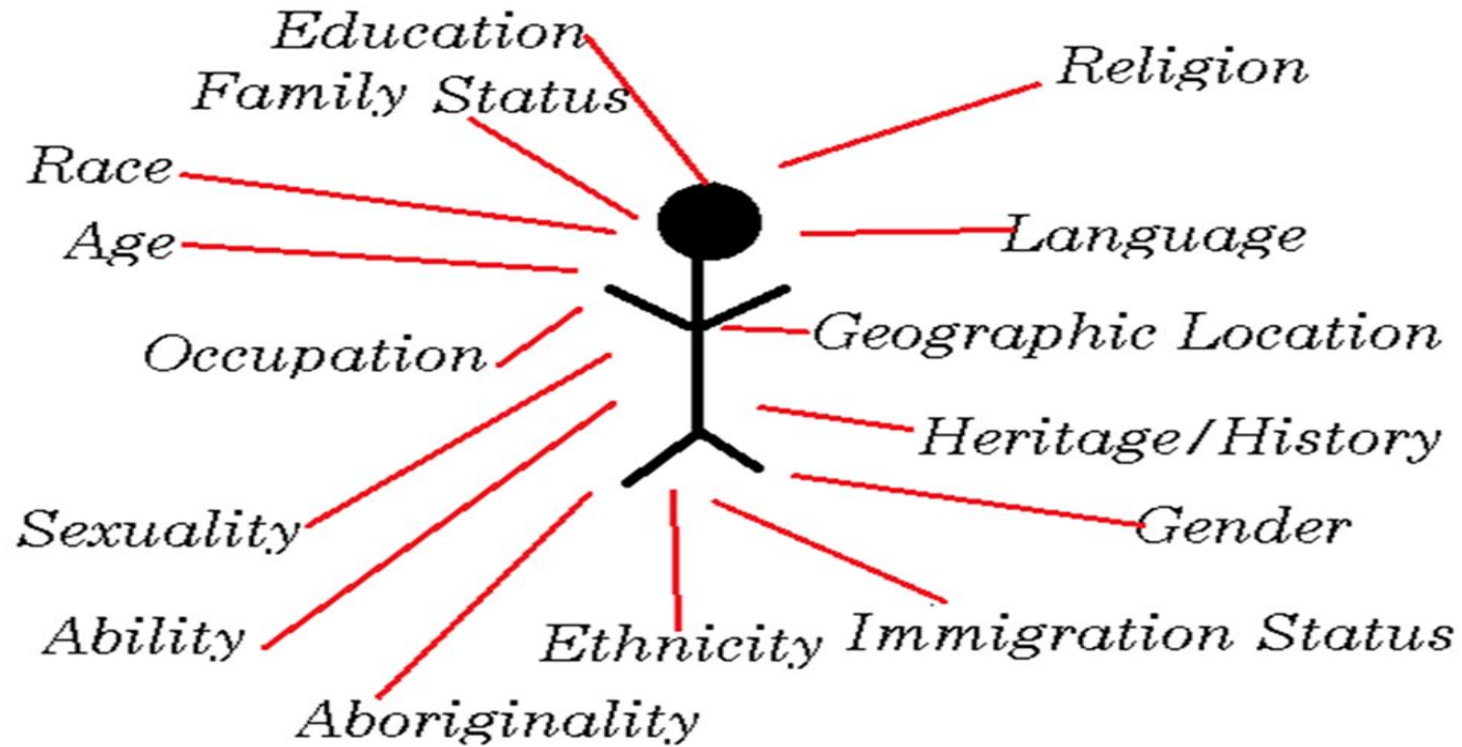 Education
Religion
Family Status
Race
Age
Language
Occupation
Geographic Location
Heritage/History
Sexuality
Gender
Ability
Ethnicity
Immigration Status
Aboriginality